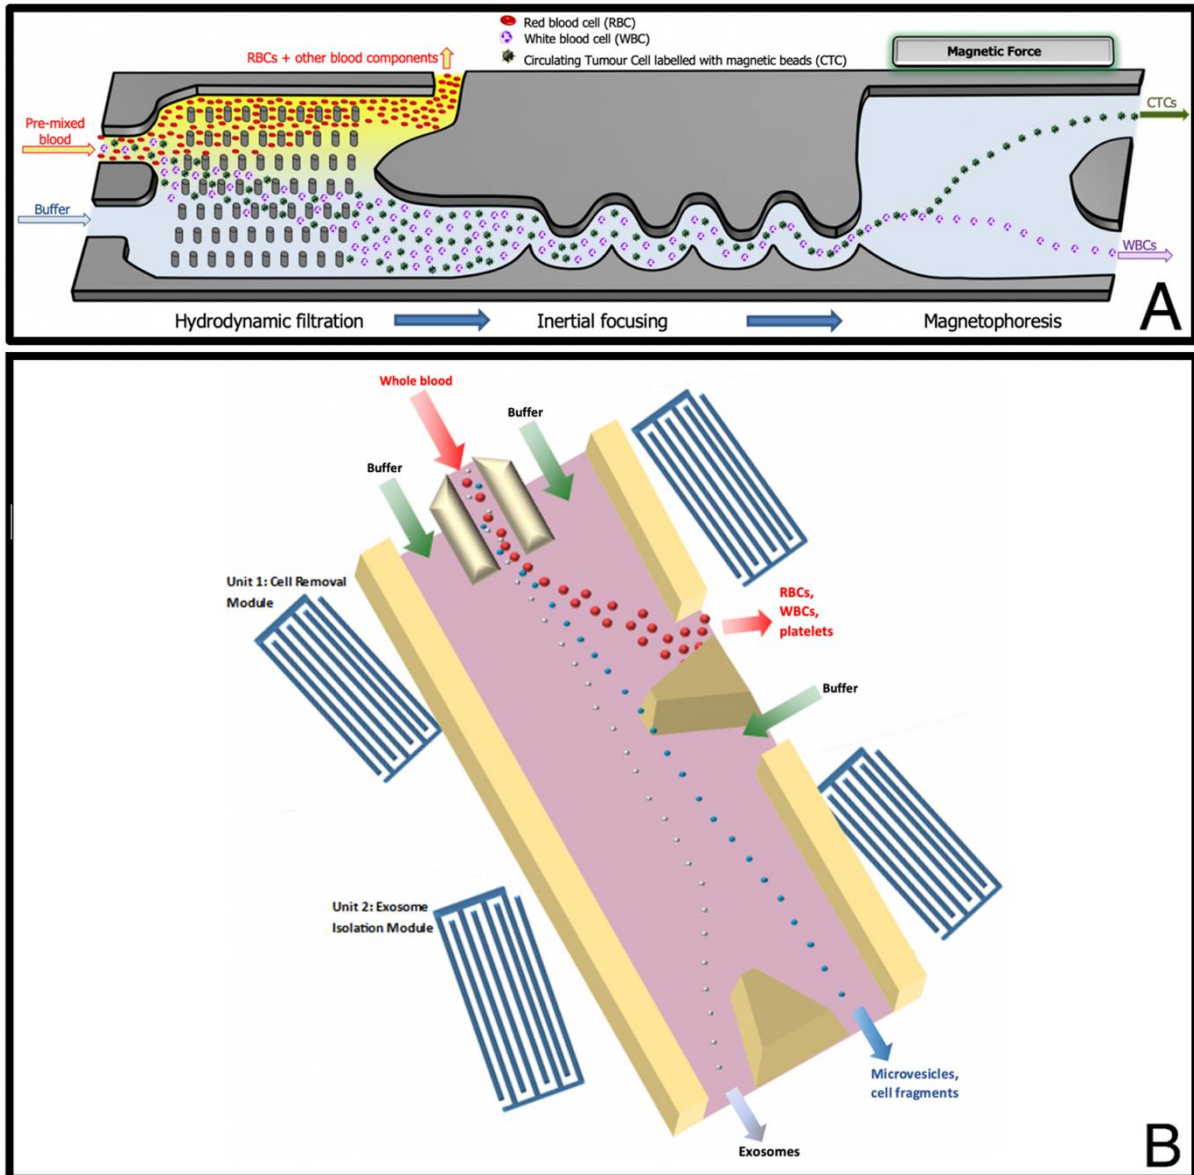 Red blood cell (RBC)
White blood cell (WBC)
Circulating Tumour Cell labelled with magnetic beads (CTC)
Magnetic Force
RBCs + other blood components
CTCs
Pre-mixed
blood
Buffer
WBCs
Hydrodynamic filtration
Inertial focusing
Magnetophoresis
A
Whole blood
Buffer
Buffer
Unit 1: Cell Removal
Module
RBCs,
WBCs,
platelets
Buffer
Unit 2: Exosome
Isolation Module
Microvesicles,
cell fragments
Exosomes
B